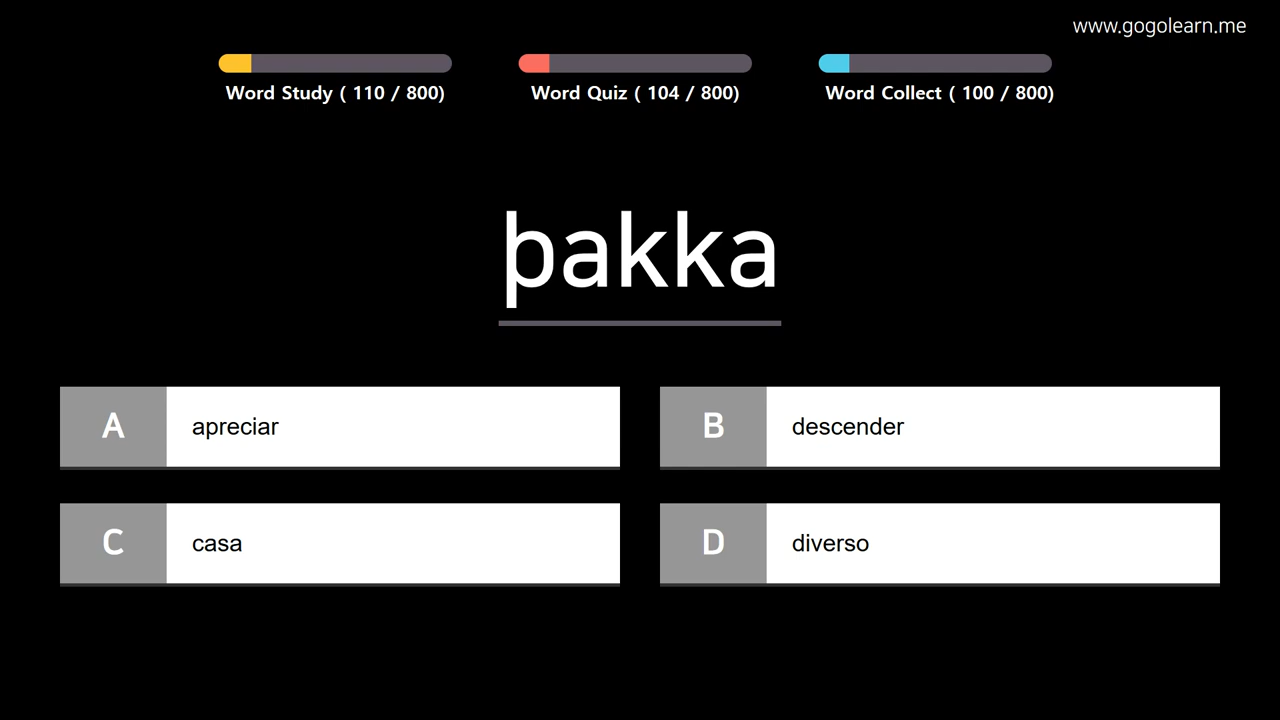 www.gogolearn.me
Word Study ( 110 / 800)
Word Quiz ( 104 / 800)
Word Collect ( 100 / 800)
þakka
A apreciar
B descender
C casa
D diverso